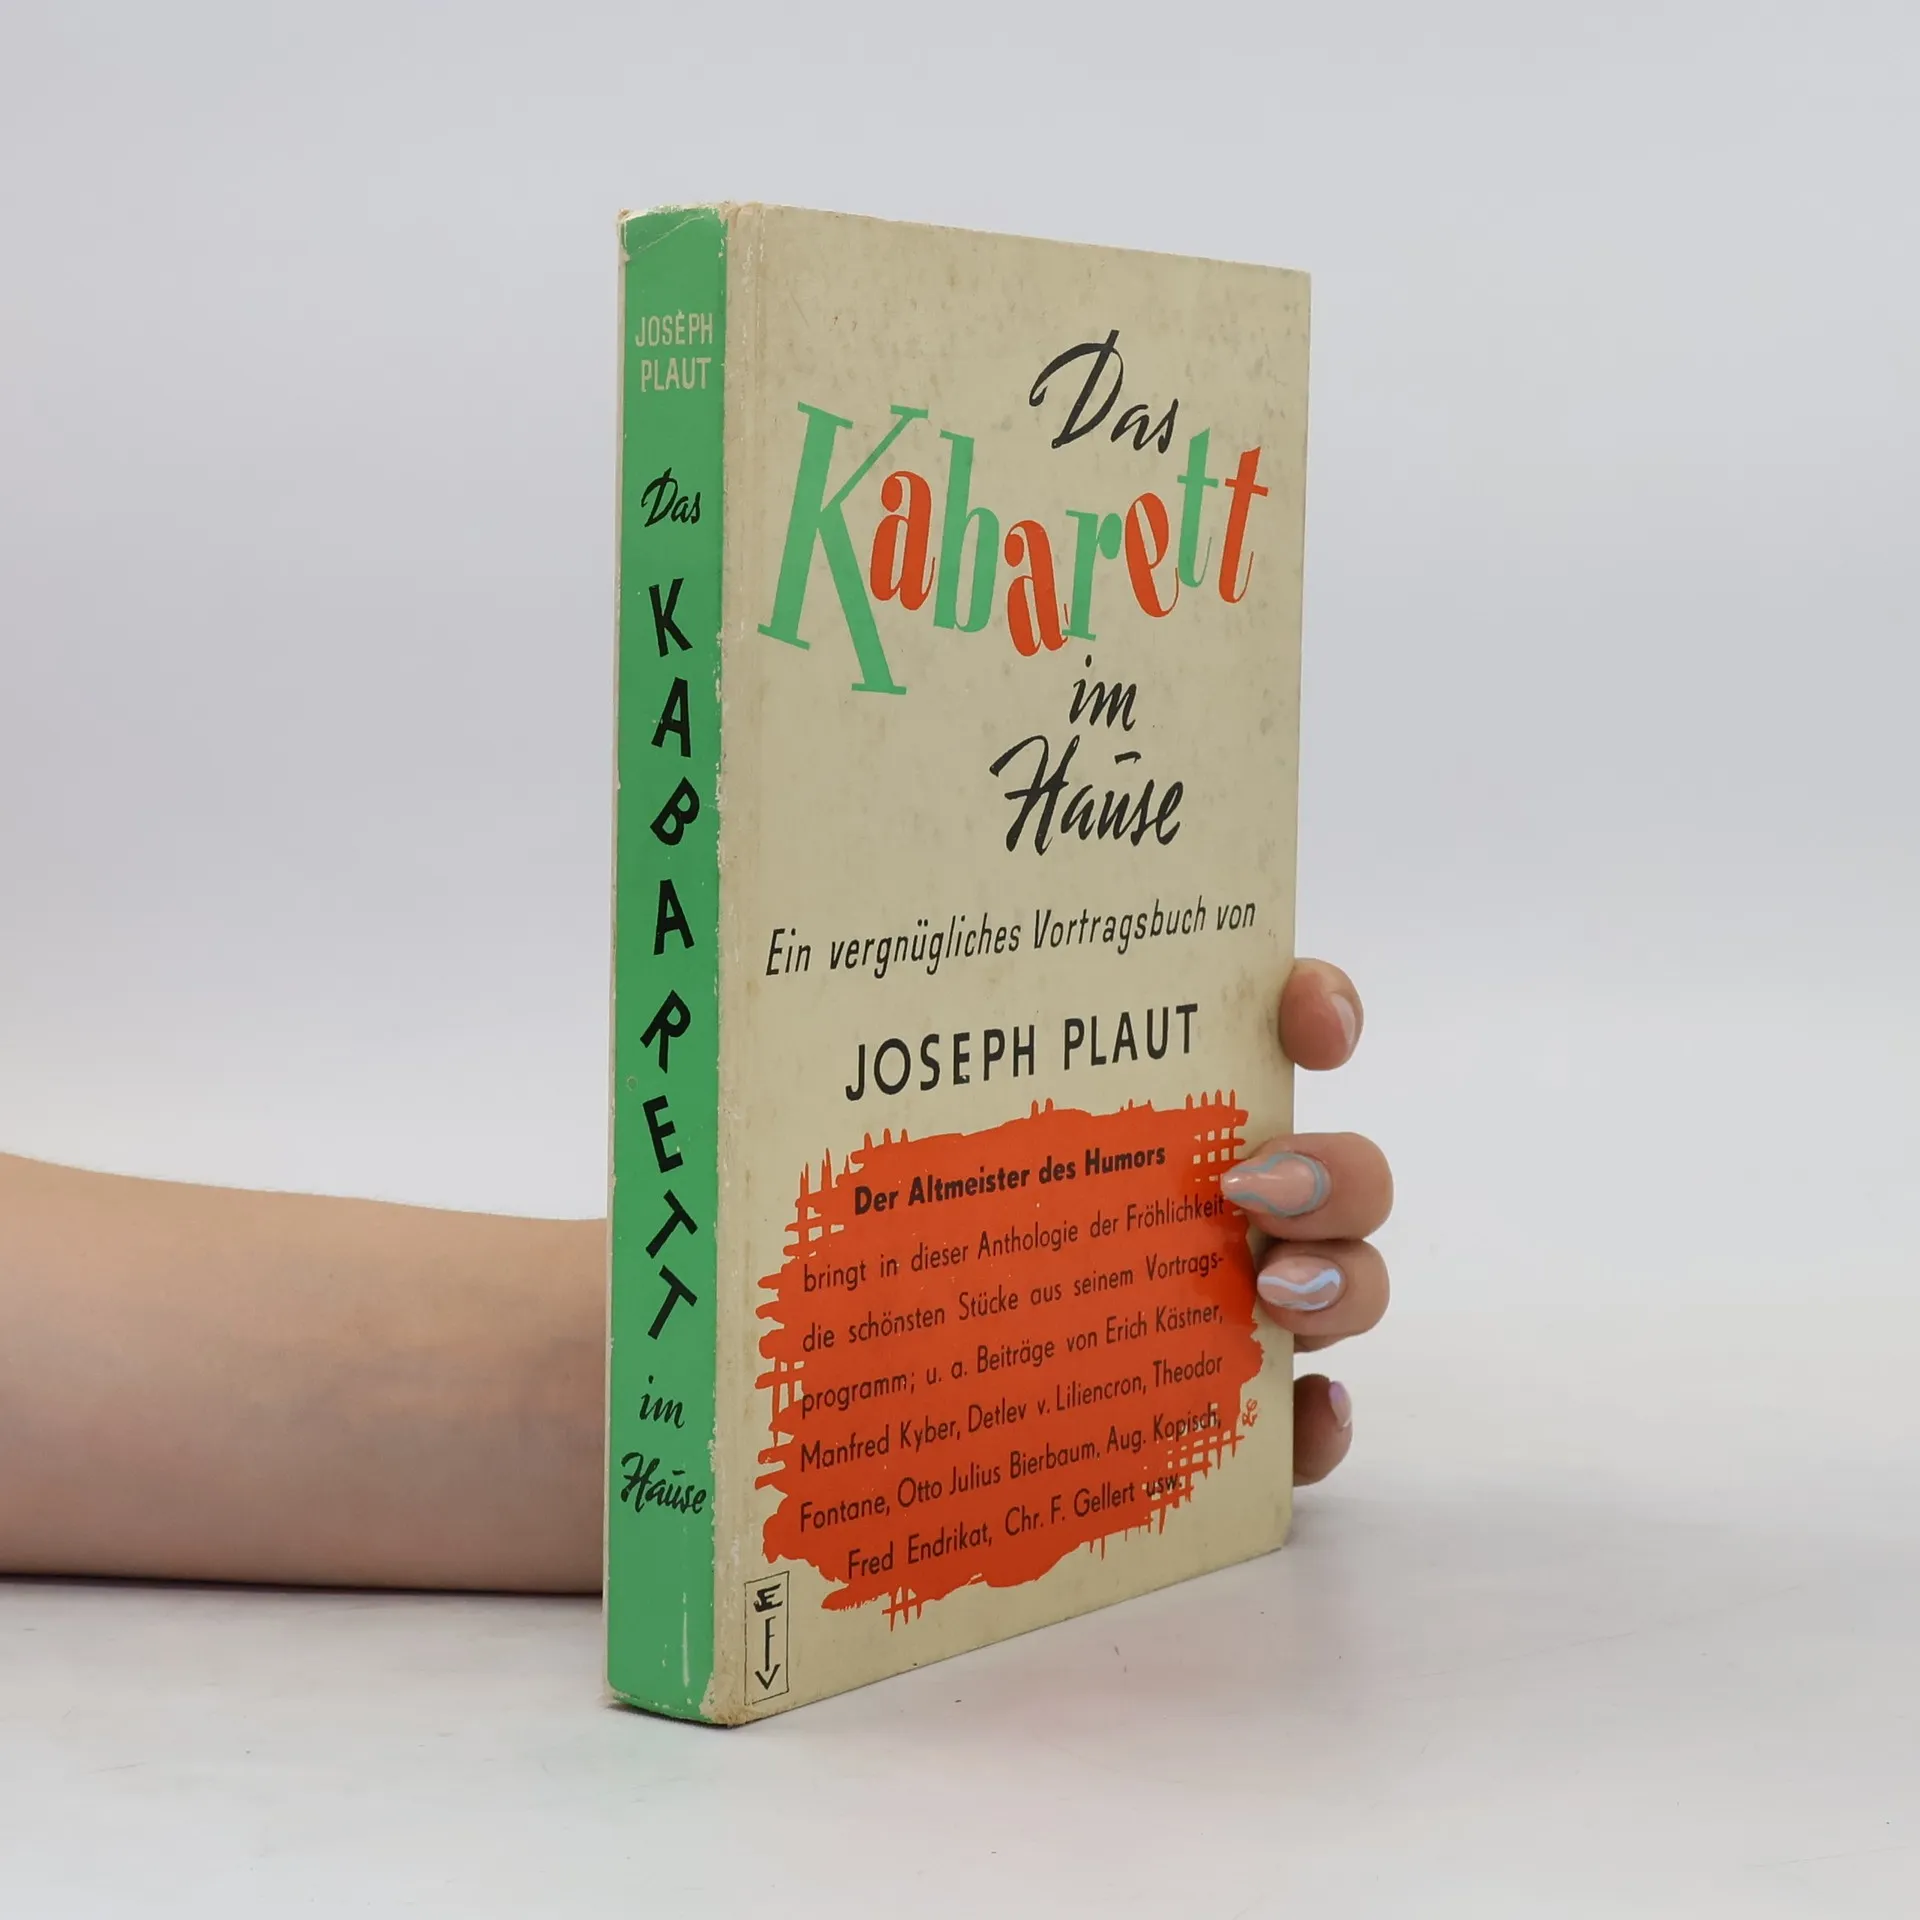 JOSEPH
PLAUT
Das
KABARETT
im
Hause
Das
Kabarett
im
Hause
Ein vergnügliches Vortragsbuch von
JOSEPH PLAUT
Der Altmeister des Humors
bringt in dieser Anthologie der Fröhlichkeit
die schönsten Stücke aus seinem Vortrags-
programm; u. a. Beiträge von Erich Kästner,
Manfred Kyber, Detlev v. Liliencron, Theodor
Fontane, Otto Julius Bierbaum, Aug. Kopisch,
Fred Endrikat, Chr. F. Gellert usw.
E
F
V